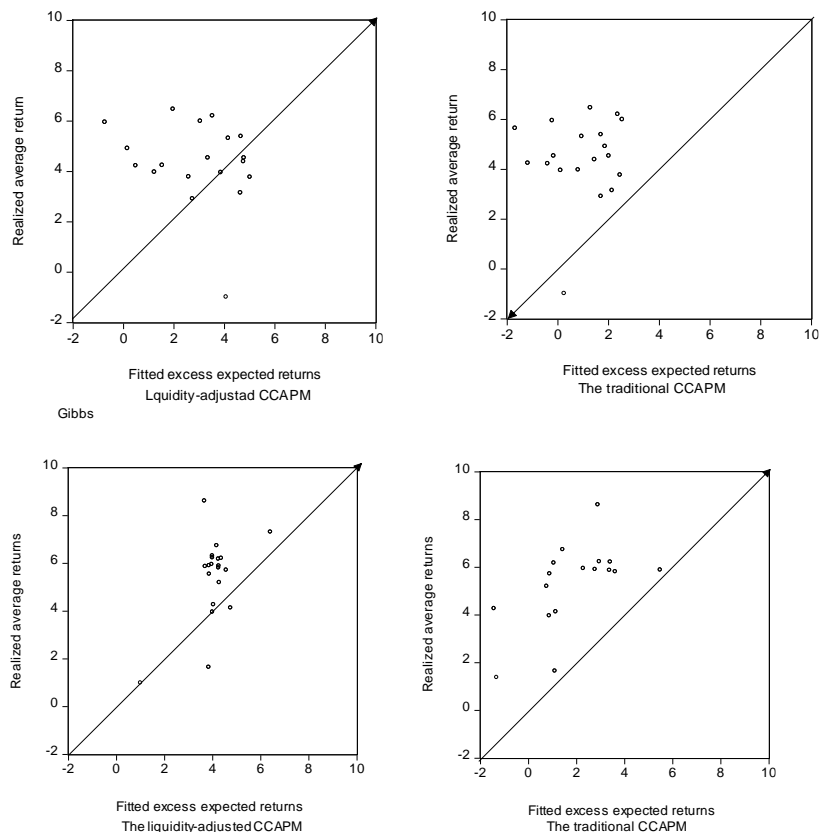 10
8
6
4
2
0
-2
-2 0 2 4 6 8 10
Realized average return
Fitted excess expected returns
Lquidity-adjustad CCAPM
Gibbs
10
8
6
4
2
0
-2
-2 0 2 4 6 8 10
Realized average return
Fitted excess expected returns
The traditional CCAPM
10
8
6
4
2
0
-2
-2 0 2 4 6 8 10
Realized average returns
Fitted excess expected returns
The liquidity-adjusted CCAPM
10
8
6
4
2
0
-2
-2 0 2 4 6 8 10
Realized average returns
Fitted excess expected returns
The traditional CCAPM